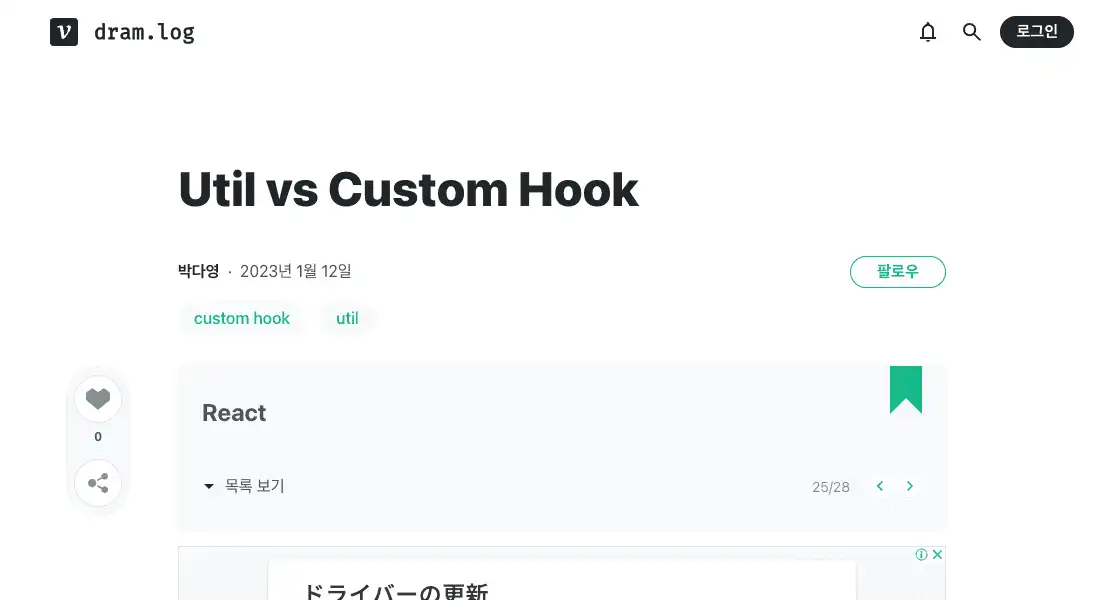 dram.log
로그인
Util vs Custom Hook
박다영 · 2023년 1월 12일
팔로우
custom hook util
React
0
목록 보기
25/28
ドライバーの更新